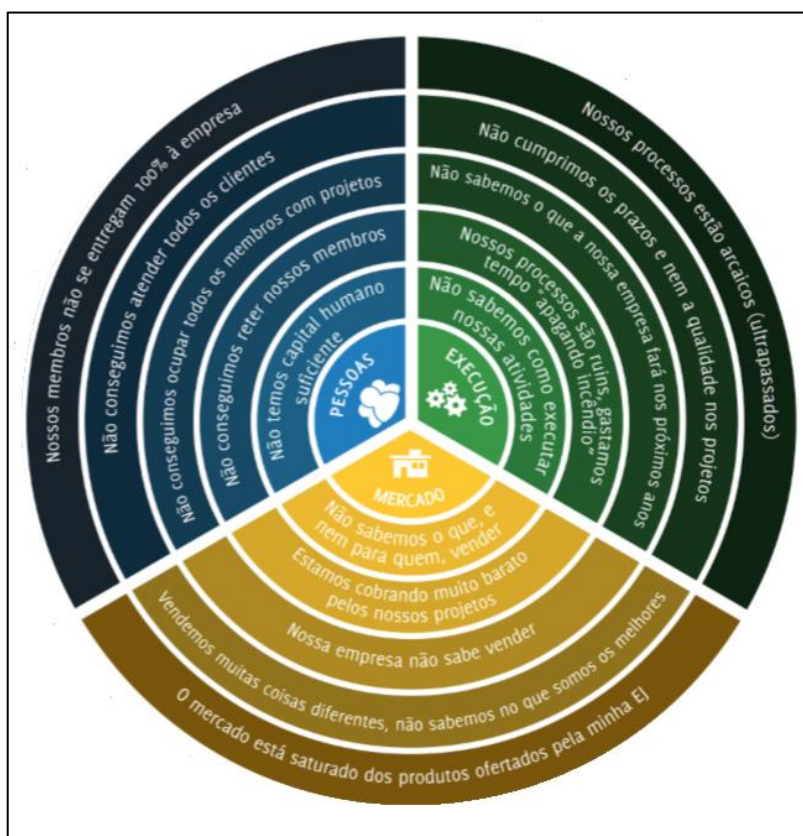 Nossos membros não se entregam 100% à empresa
Não conseguimos atender todos os clientes
Não conseguimos ocupar todos os membros com projetos
Não conseguimos reter nossos membros
Não temos capital humano
suficiente
PESSOAS
Nossos processos estão arcaicos (ultrapassados)
Não cumprimos os prazos e nem a qualidade nos projetos
Não sabemos o que a nossa empresa fará nos próximos anos
Nossos processos são ruins, gastamos
tempo "apagando incêndio"
Não sabemos como executar
nossas atividades
EXECUÇÃO
MERCADO
Não sabemos o que, e
nem para quem, vender
Estamos cobrando muito barato
pelos nossos projetos
Nossa empresa não sabe vender
Vendemos muitas coisas diferentes, não sabemos no que somos os melhores
O mercado está saturado dos produtos ofertados pela minha EJ